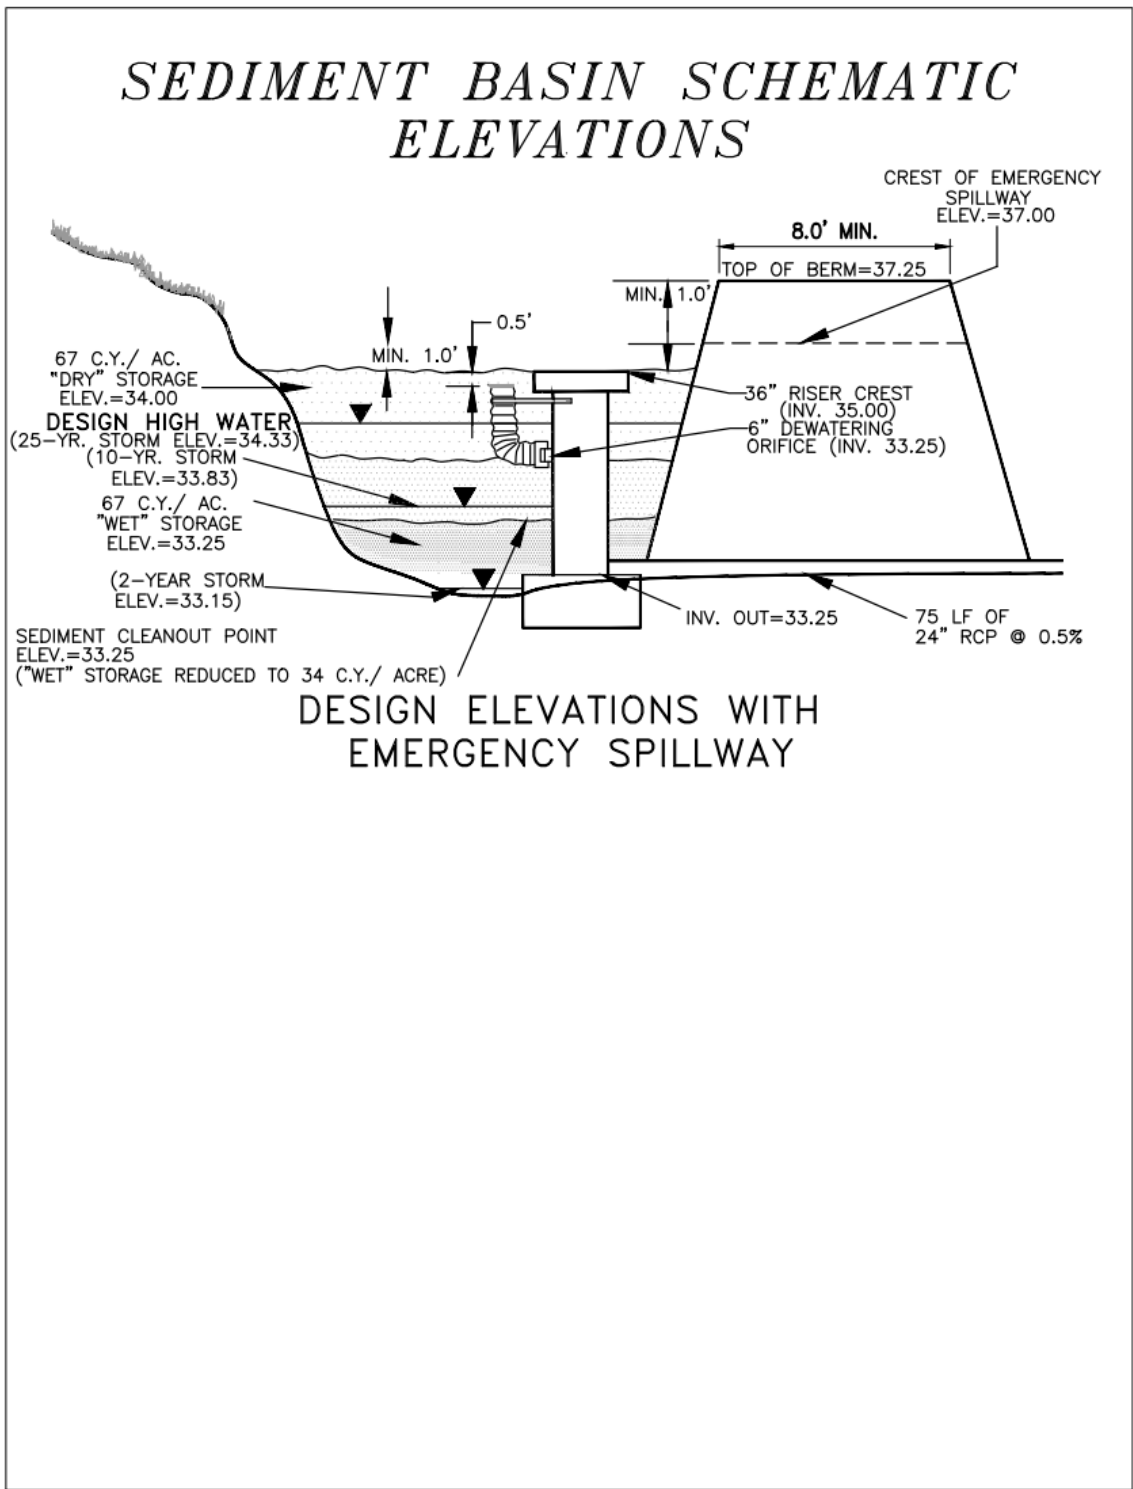 SEDIMENT BASIN SCHEMATIC
ELEVATIONS
CREST OF EMERGENCY
SPILLWAY
ELEV.=37.00
8.0' MIN.
TOP OF BERM=37.25
MIN. 1.0'
0.5'
MIN. 1.0'
67 C.Y./ AC.
"DRY" STORAGE
ELEV.=34.00
DESIGN HIGH WATER
(25-YR. STORM ELEV.=34.33)
(10-YR. STORM
ELEV.=33.83)
67 C.Y./ AC.
"WET" STORAGE
ELEV.=33.25
(2-YEAR STORM
ELEV.=33.15)
SEDIMENT CLEANOUT POINT
ELEV.=33.25
("WET" STORAGE REDUCED TO 34 C.Y./ ACRE)
36" RISER CREST
(INV. 35.00)
6" DEWATERING
ORIFICE (INV. 33.25)
INV. OUT=33.25
75 LF OF
24" RCP @ 0.5%
DESIGN ELEVATIONS WITH
EMERGENCY SPILLWAY